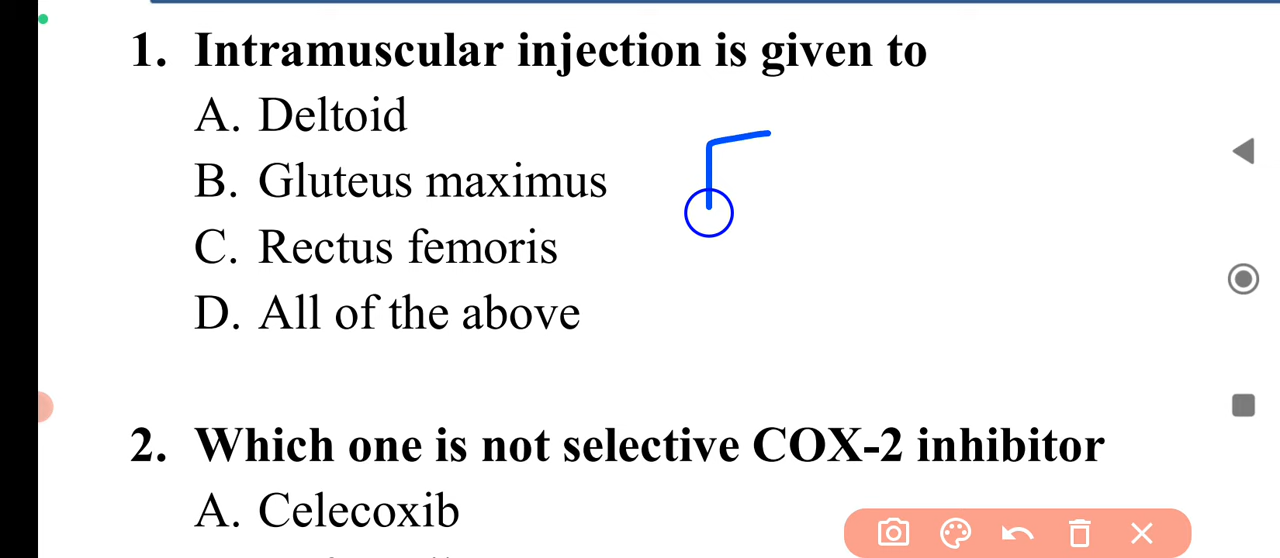 1. Intramuscular injection is given to
A. Deltoid
B. Gluteus maximus
C. Rectus femoris
D. All of the above
2. Which one is not selective COX-2 inhibitor
A. Celecoxib